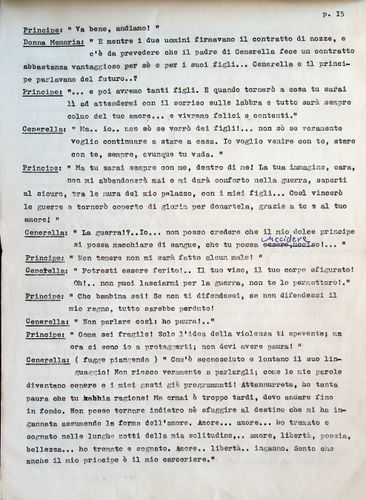 p. 15
Principe: " Va bene, andiamo! "
Donna Memoria: " E mentre i due uomini firmavano il contratto di nozze, e
c'è da prevedere che il padre di Cenerella fece un contratto
abbastanza vantaggioso per sè e per i suoi figli... Cenerella e il princi-
pe parlavano del futuro..?
Principe: "... e poi avremo tanti figli. E quando tornerò a casa tu sarai
lì ad attendermi con il sorriso sulle labbra e tutto sarà sempre
colmo del tuo amore... e vivremo felici e contenti."
Cenerella: " Ma.. io.. non sò se vorrò dei figli!... non sò se veramente
voglio continuare a stare a casa. Io voglio venire con te, stare
con te, sempre, ovunque tu vada. "
Principe: " Ma tu sarai sempre con me, dentro di me! La tua immagine, cara,
non mi abbandonerà mai e mi darà conforto nella guerra, saperti
al sicuro, tra le mura del mio palazzo, con i miei figli... Così vincerò
le guerre a tornerò coperto di gloria per donartela, grazie a te e al tuo
amore! "
Cenerella: " La guerra!?..Io... non posso credere che il mio dolce principe
si possa macchiare di sangue, che tu possa essere ucciso!... "
uccidere
Principe: " Non temere non mi sarà fatto alcun male! "
Cenerella: " Potresti essere ferito!.. Il tuo viso, il tuo corpo sfigurato!
Oh!.. non puoi lasciarmi per la guerra, non te lo permetterò!."
Principe: " Che bambina sei! Se non ti difendessi, se non difendessi il
mio regno, tutto sarebbe perduto!
Cenerella: " Non parlare così! ho paura!.."
Principe: " Come sei fragile! Solo l'idea della violenza ti spaventa; ma
ora ci sono io a proteggerti; non devi avere paura! "
Cenerella: ( fugge piangendo ) " Com'è sconosciuto e lontano il suo lin-
guaggio! Non riesco veramente a parlargli; come le mie parole
diventano cenere e i miei gesti già programmati! Attammurreta, ho tanta
paura che tu abbia ragione! Ma ormai è troppo tardi, devo andare fino
in fondo. Non posso tornare indietro nè sfuggire al destino che mi ha in-
gannata assumendo la forma dell'amore. Amore... amore... ho tremato e
sognato nelle lunghe notti della mia solitudine,.. amore, libertà, poesia,
bellezza... ho tremato e sognato. Amore.. libertà.. inganno. Sento che
anche il mio principe è il mio carceriere."